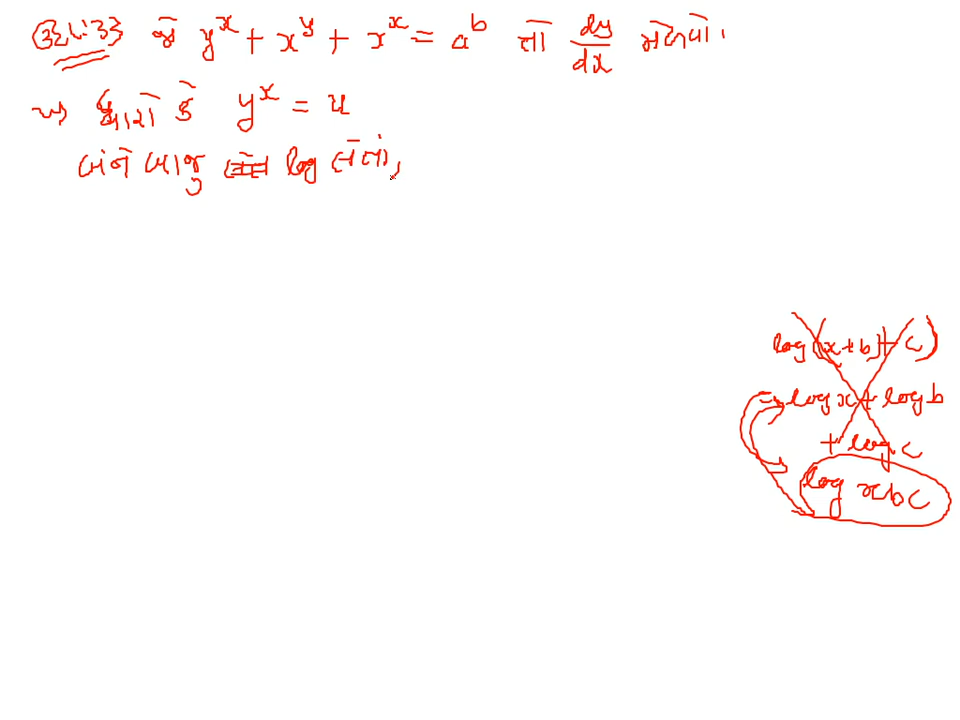 ઉદા.:33 જો y^x + x^y + x^x = a^b તો dy/dx મેળવો.
→ ધારો કે y^x = u
બંને બાજુ log લેતાં,
log (x+b)+c)
= log x + log b
+ log c
log xbc